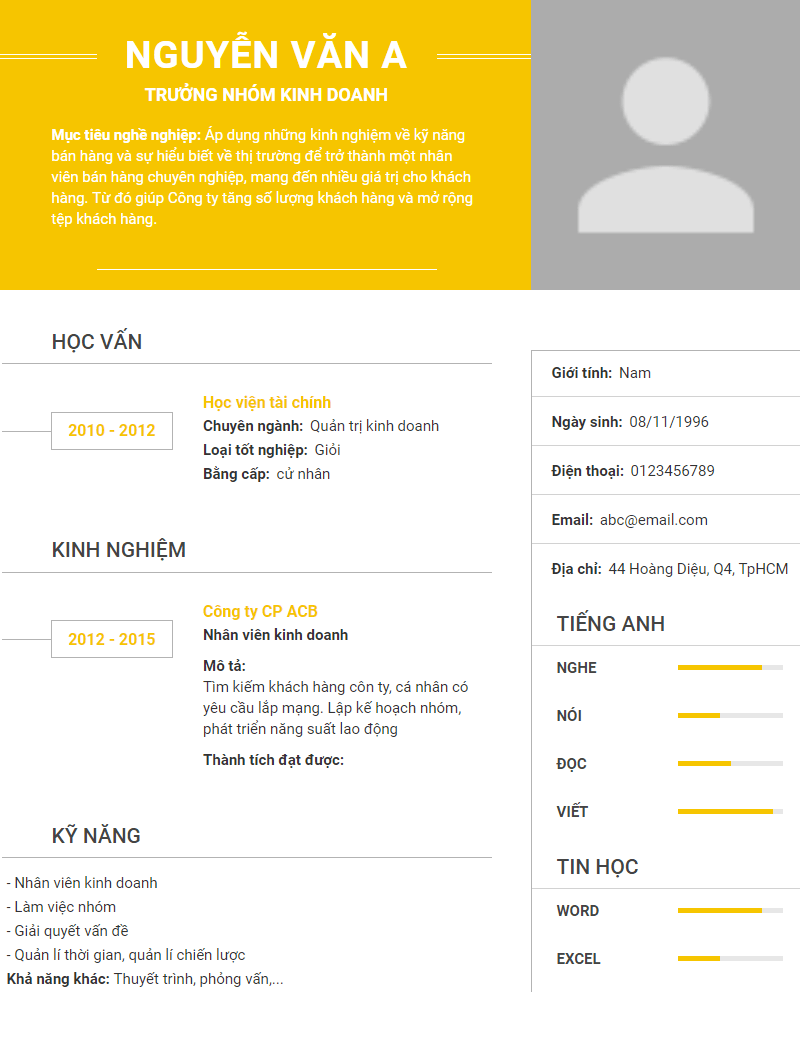 NGUYỄN VĂN A
TRƯỞNG NHÓM KINH DOANH
Mục tiêu nghề nghiệp: Áp dụng những kinh nghiệm về kỹ năng
bán hàng và sự hiểu biết về thị trường để trở thành một nhân
viên bán hàng chuyên nghiệp, mang đến nhiều giá trị cho khách
hàng. Từ đó giúp Công ty tăng số lượng khách hàng và mở rộng
tệp khách hàng.
HỌC VẤN
2010 - 2012
Học viện tài chính
Chuyên ngành: Quản trị kinh doanh
Loại tốt nghiệp: Giỏi
Bằng cấp: cử nhân
KINH NGHIỆM
2012 - 2015
Công ty CP ACB
Nhân viên kinh doanh
Mô tả:
Tìm kiếm khách hàng côn ty, cá nhân có
yêu cầu lắp mạng. Lập kế hoạch nhóm,
phát triển năng suất lao động
Thành tích đạt được:
KỸ NĂNG
- Nhân viên kinh doanh
- Làm việc nhóm
- Giải quyết vấn đề
- Quản lí thời gian, quản lí chiến lược
Khả năng khác: Thuyết trình, phỏng vấn,...
Giới tính: Nam
Ngày sinh: 08/11/1996
Điện thoại: 0123456789
Email: abc@email.com
Địa chỉ: 44 Hoàng Diệu, Q4, TpHCM
TIẾNG ANH
NGHE
NÓI
ĐỌC
VIẾT
TIN HỌC
WORD
EXCEL